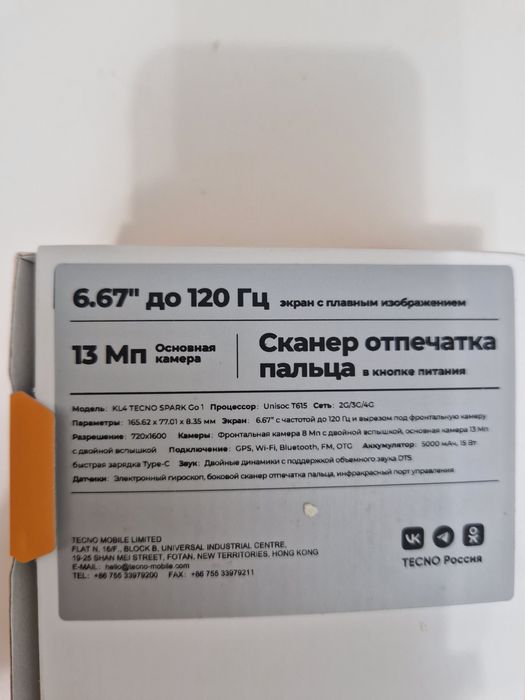 6.67" до 120 Гц экран с плавным изображением
13 Мп Основная камера
Сканер отпечатка
пальца в кнопке питания
Модель: KL4 TECNO SPARK Go 1 Процессор: Unisoc T615 Сеть: 2G/3G/4G
Параметры: 165.62 x 77.01 x 8.35 мм Экран: 6.67" с частотой до 120 Гц и вырезом под фронтальную камеру
Разрешение: 720x1600 Камеры: Фронтальная камера 8 Мп с двойной вспышкой, основная камера 13 Мп
с двойной вспышкой Подключение: GPS, Wi-Fi, Bluetooth, FM, OTG Аккумулятор: 5000 мАч, 15 Вт
быстрая зарядка Type-C Звук: Двойные динамики с поддержкой объемного звука DTS
Датчики: Электронный гироскоп, боковой сканер отпечатка пальца, инфракрасный порт управления
TECNO MOBILE LIMITED
FLAT N, 16/F., BLOCK B, UNIVERSAL INDUSTRIAL CENTRE,
19-25 SHAN MEI STREET, FOTAN, NEW TERRITORIES, HONG KONG
E-MAIL: hello@tecno-mobile.com
TEL: +86 755 33979200 FAX: +86 755 33979211
TECNO Россия